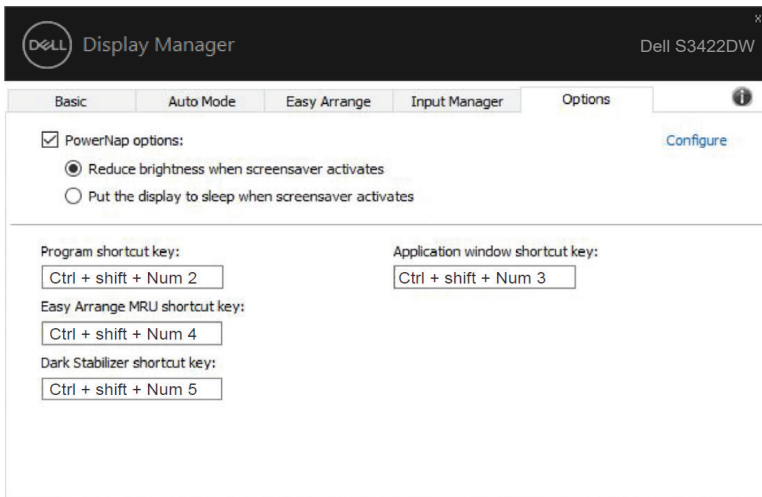 x
DELL Display Manager
Dell S3422DW
Basic Auto Mode Easy Arrange Input Manager Options i
PowerNap options: Configure
Reduce brightness when screensaver activates
Put the display to sleep when screensaver activates
Program shortcut key: Application window shortcut key:
Ctrl + shift + Num 2 Ctrl + shift + Num 3
Easy Arrange MRU shortcut key:
Ctrl + shift + Num 4
Dark Stabilizer shortcut key:
Ctrl + shift + Num 5